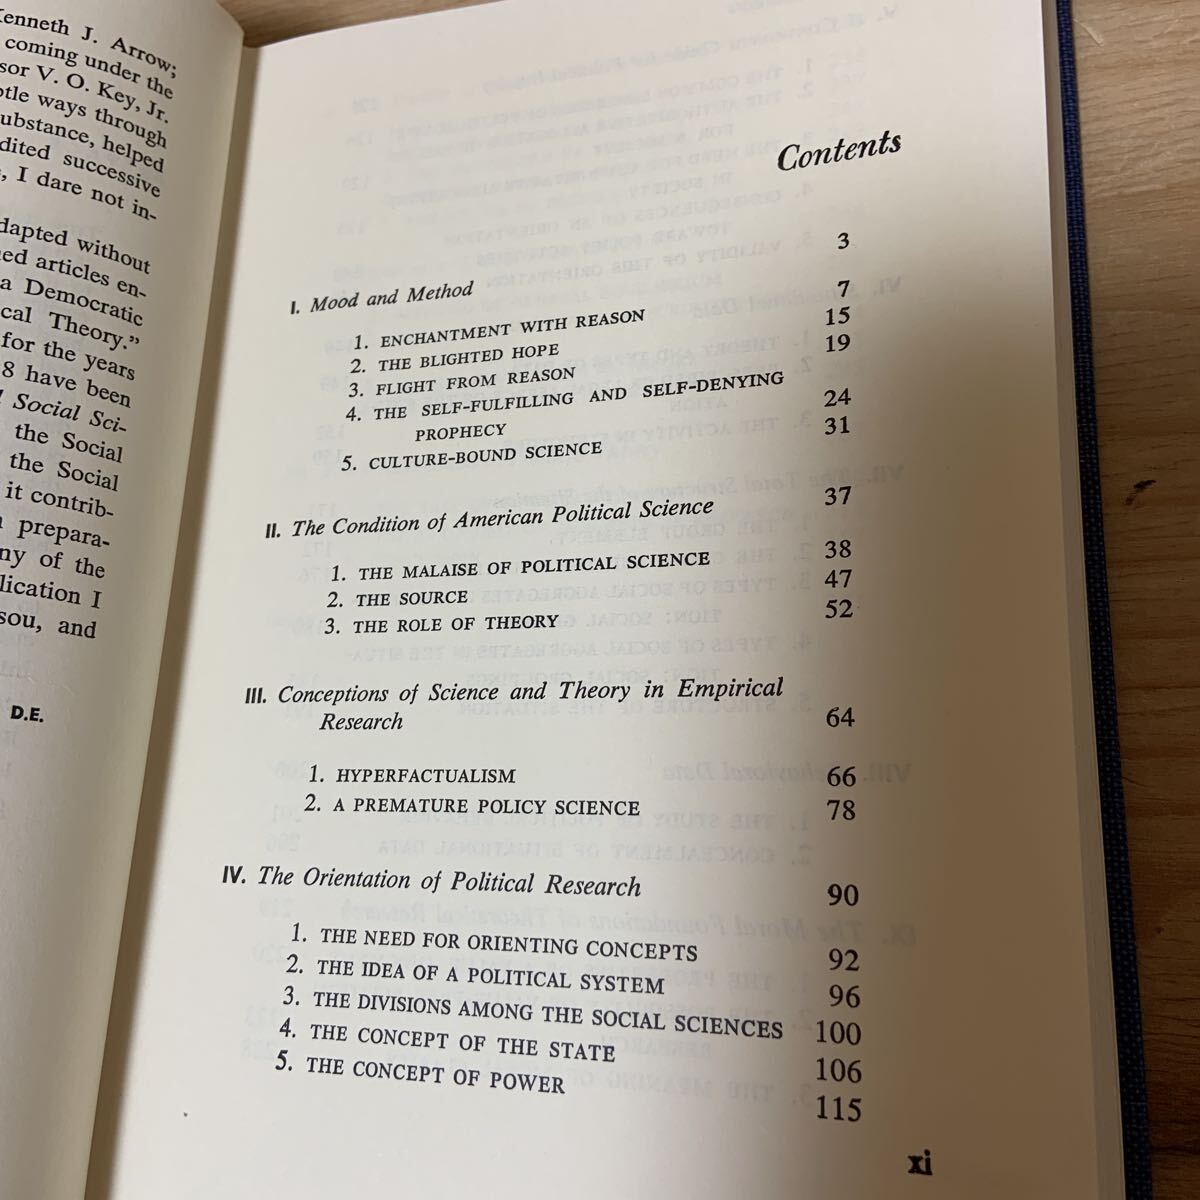 Kenneth J. Arrow;
coming under the
sor V. O. Key, Jr.
tle ways through
ubstance, helped
dited successive
, I dare not in-
dapted without
ed articles en-
a Democratic
cal Theory."
for the years
8 have been
Social Sci-
the Social
the Social
it contrib-
prepara-
ny of the
lication I
sou, and
D.E.
Contents
I. Mood and Method 3
1. ENCHANTMENT WITH REASON 7
2. THE BLIGHTED HOPE 15
3. FLIGHT FROM REASON 19
4. THE SELF-FULFILLING AND SELF-DENYING
PROPHECY 24
5. CULTURE-BOUND SCIENCE 31
II. The Condition of American Political Science 37
1. THE MALAISE OF POLITICAL SCIENCE 38
2. THE SOURCE 47
3. THE ROLE OF THEORY 52
III. Conceptions of Science and Theory in Empirical
Research 64
1. HYPERFACTUALISM 66
2. A PREMATURE POLICY SCIENCE 78
IV. The Orientation of Political Research 90
1. THE NEED FOR ORIENTING CONCEPTS 92
2. THE IDEA OF A POLITICAL SYSTEM 96
3. THE DIVISIONS AMONG THE SOCIAL SCIENCES 100
4. THE CONCEPT OF THE STATE 106
5. THE CONCEPT OF POWER 115
xi